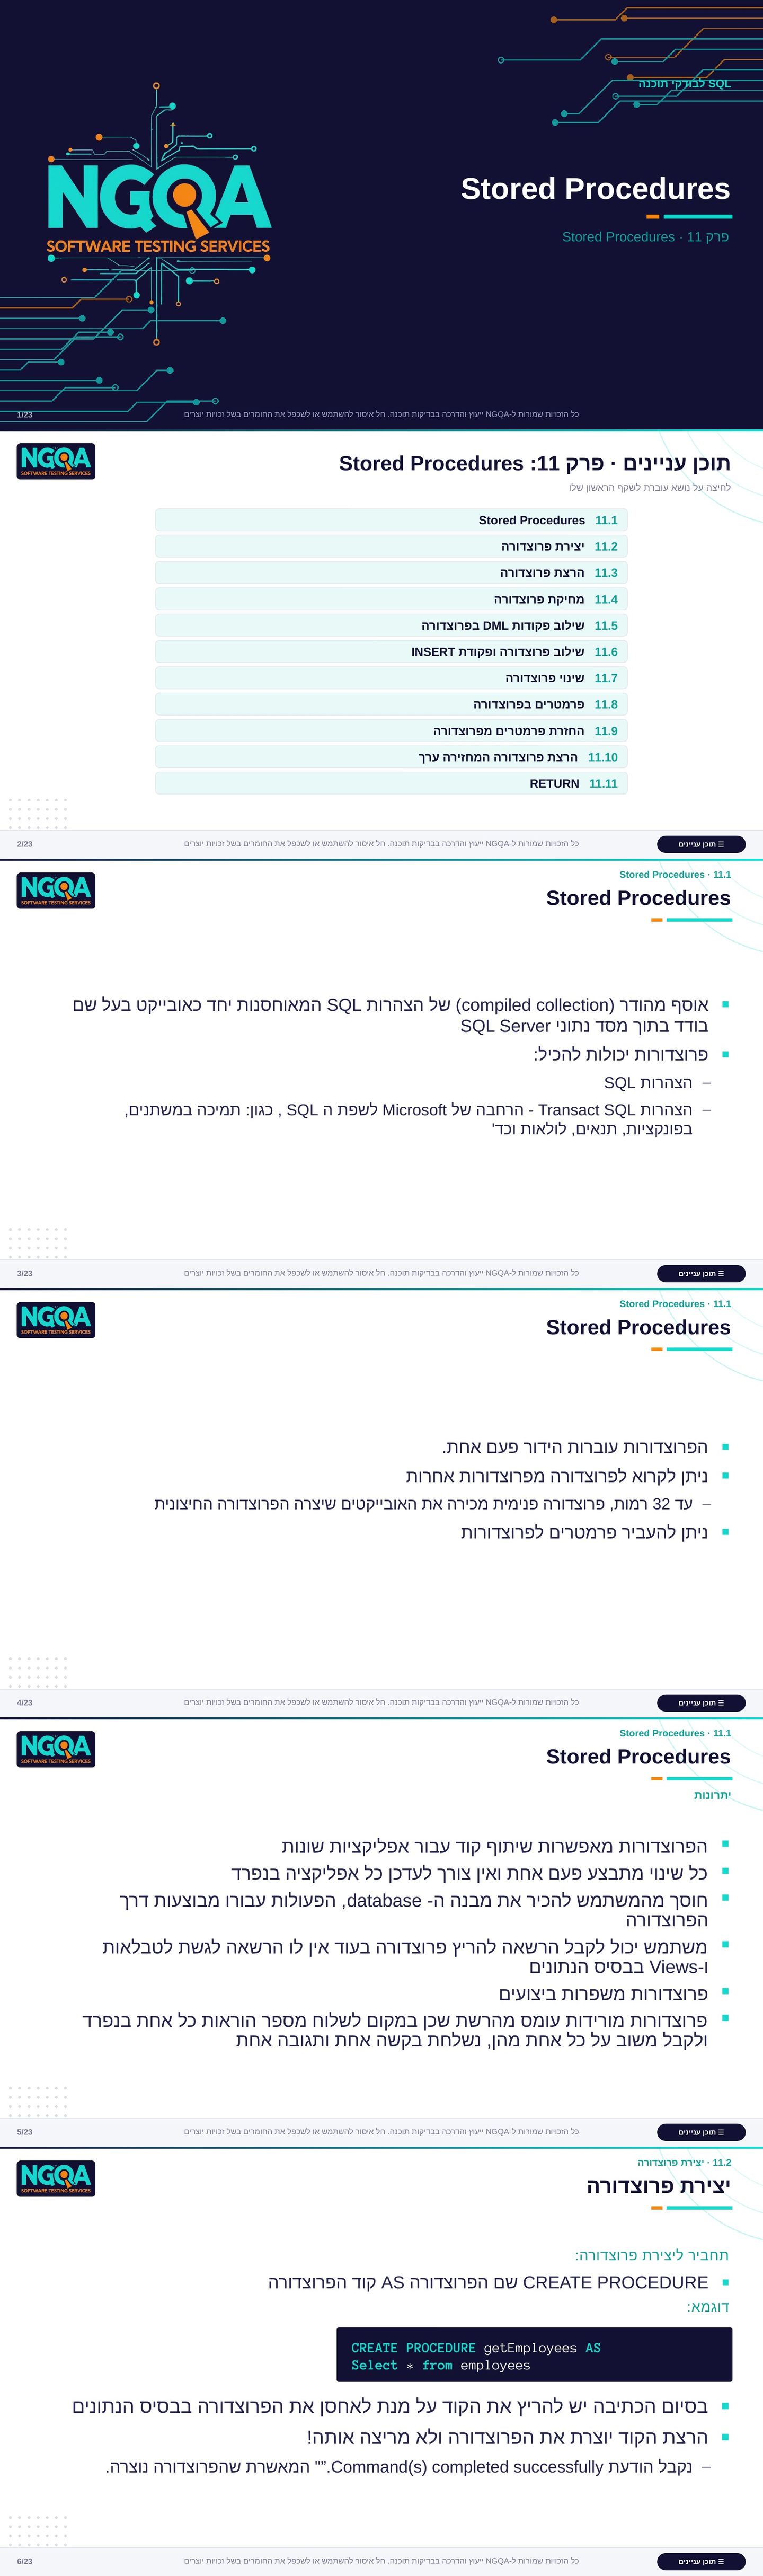 SQL לבודקי תוכנה
NGQA
SOFTWARE TESTING SERVICES
Stored Procedures
פרק 11 · Stored Procedures
כל הזכויות שמורות ל-NGQA ייעוץ והדרכה בבדיקות תוכנה. חל איסור להשתמש או לשכפל את החומרים בשל זכויות יוצרים
1/23
NGQA
SOFTWARE TESTING SERVICES
תוכן עניינים · פרק 11: Stored Procedures
לחיצה על נושא עוברת לשקף הראשון שלו
11.1 Stored Procedures
11.2 יצירת פרוצדורה
11.3 הרצת פרוצדורה
11.4 מחיקת פרוצדורה
11.5 שילוב פקודות DML בפרוצדורה
11.6 שילוב פרוצדורה ופקודת INSERT
11.7 שינוי פרוצדורה
11.8 פרמטרים בפרוצדורה
11.9 החזרת פרמטרים מפרוצדורה
11.10 הרצת פרוצדורה המחזירה ערך
11.11 RETURN
☰ תוכן עניינים
כל הזכויות שמורות ל-NGQA ייעוץ והדרכה בבדיקות תוכנה. חל איסור להשתמש או לשכפל את החומרים בשל זכויות יוצרים
2/23
NGQA
SOFTWARE TESTING SERVICES
11.1 · Stored Procedures
Stored Procedures
אוסף מהודר (compiled collection) של הצהרות SQL המאוחסנות יחד כאובייקט בעל שם
בודד בתוך מסד נתוני SQL Server
פרוצדורות יכולות להכיל:
– הצהרות SQL
– הצהרות Transact SQL - הרחבה של Microsoft לשפת ה SQL , כגון: תמיכה במשתנים,
בפונקציות, תנאים, לולאות וכד'
☰ תוכן עניינים
כל הזכויות שמורות ל-NGQA ייעוץ והדרכה בבדיקות תוכנה. חל איסור להשתמש או לשכפל את החומרים בשל זכויות יוצרים
3/23
NGQA
SOFTWARE TESTING SERVICES
11.1 · Stored Procedures
Stored Procedures
הפרוצדורות עוברות הידור פעם אחת.
ניתן לקרוא לפרוצדורה מפרוצדורות אחרות
– עד 32 רמות, פרוצדורה פנימית מכירה את האובייקטים שיצרה הפרוצדורה החיצונית
ניתן להעביר פרמטרים לפרוצדורות
☰ תוכן עניינים
כל הזכויות שמורות ל-NGQA ייעוץ והדרכה בבדיקות תוכנה. חל איסור להשתמש או לשכפל את החומרים בשל זכויות יוצרים
4/23
NGQA
SOFTWARE TESTING SERVICES
11.1 · Stored Procedures
Stored Procedures
יתרונות
הפרוצדורות מאפשרות שיתוף קוד עבור אפליקציות שונות
כל שינוי מתבצע פעם אחת ואין צורך לעדכן כל אפליקציה בנפרד
חוסך מהמשתמש להכיר את מבנה ה- database, הפעולות עבורו מבוצעות דרך
הפרוצדורה
משתמש יכול לקבל הרשאה להריץ פרוצדורה בעוד אין לו הרשאה לגשת לטבלאות
ו-Views בבסיס הנתונים
פרוצדורות משפרות ביצועים
פרוצדורות מורידות עומס מהרשת שכן במקום לשלוח מספר הוראות כל אחת בנפרד
ולקבל משוב על כל אחת מהן, נשלחת בקשה אחת ותגובה אחת
☰ תוכן עניינים
כל הזכויות שמורות ל-NGQA ייעוץ והדרכה בבדיקות תוכנה. חל איסור להשתמש או לשכפל את החומרים בשל זכויות יוצרים
5/23
NGQA
SOFTWARE TESTING SERVICES
11.2 · יצירת פרוצדורה
יצירת פרוצדורה
תחביר ליצירת פרוצדורה:
CREATE PROCEDURE שם הפרוצדורה AS קוד הפרוצדורה
דוגמא:
CREATE PROCEDURE getEmployees AS
Select * from employees
בסיום הכתיבה יש להריץ את הקוד על מנת לאחסן את הפרוצדורה בבסיס הנתונים
הרצת הקוד יוצרת את הפרוצדורה ולא מריצה אותה!
– נקבל הודעת Command(s) completed successfully.”" המאשרת שהפרוצדורה נוצרה.
☰ תוכן עניינים
כל הזכויות שמורות ל-NGQA ייעוץ והדרכה בבדיקות תוכנה. חל איסור להשתמש או לשכפל את החומרים בשל זכויות יוצרים
6/23